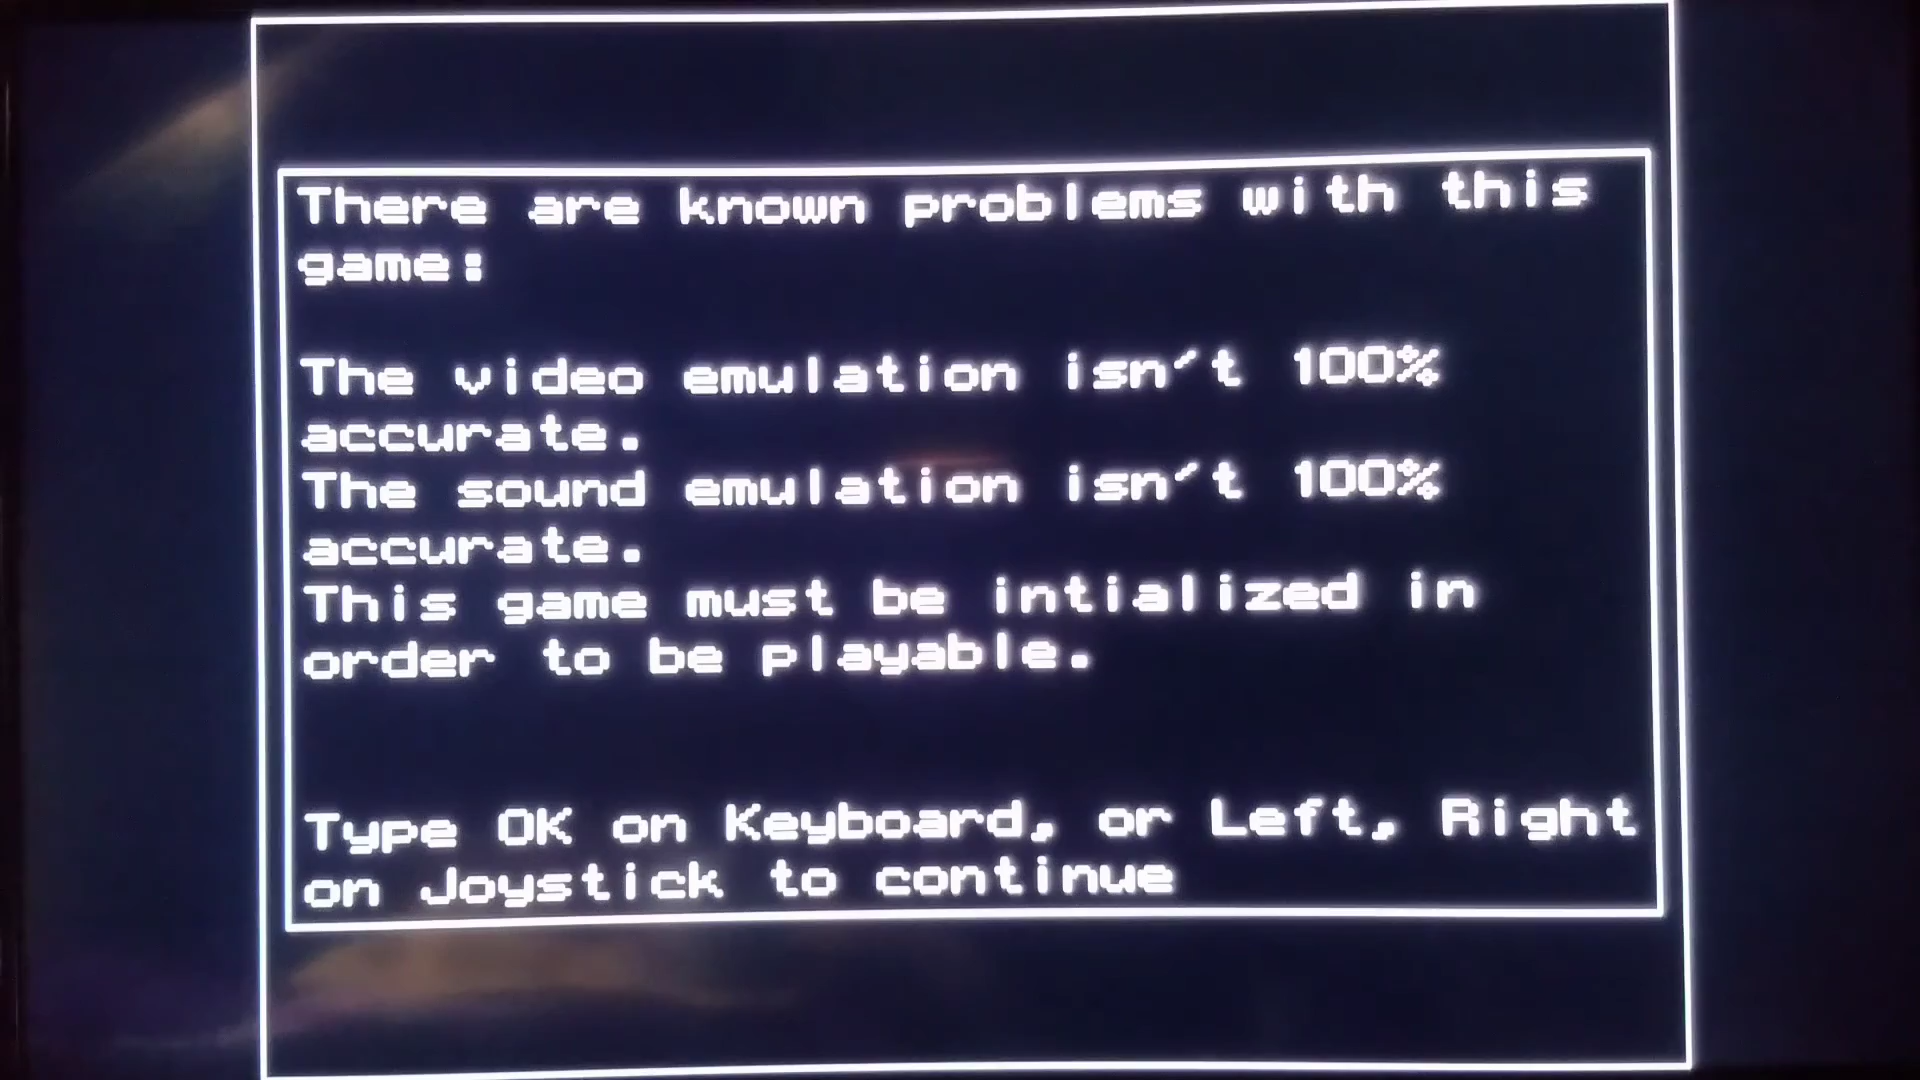 There are known problems with this
game:
The video emulation isn't 100%
accurate.
The sound emulation isn't 100%
accurate.
This game must be intialized in
order to be playable.
Type OK on Keyboard, or Left, Right
on Joystick to continue